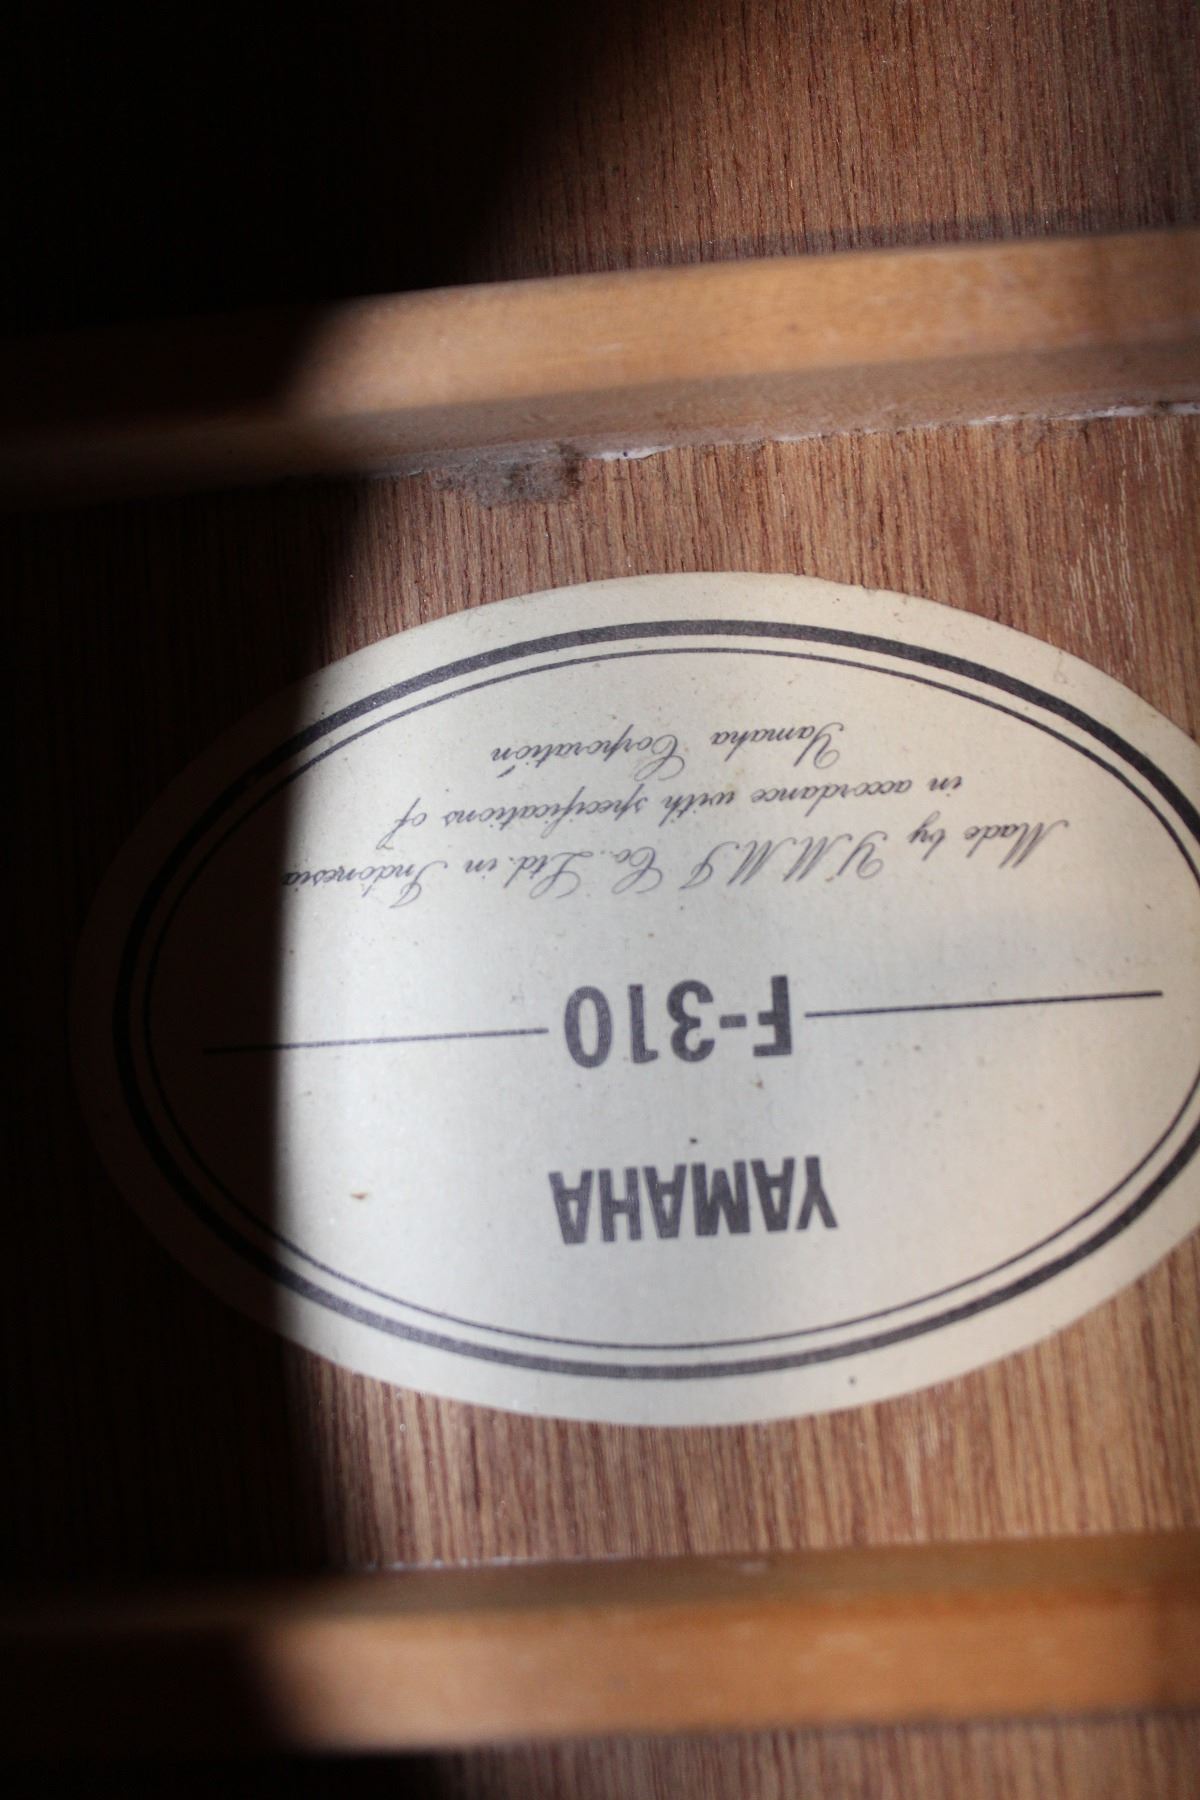 YAMAHA
F-310
Made by Y.M.M.I. Co.. Ltd. in Indonesia
in accordance with specifications of
Yamaha Corporation